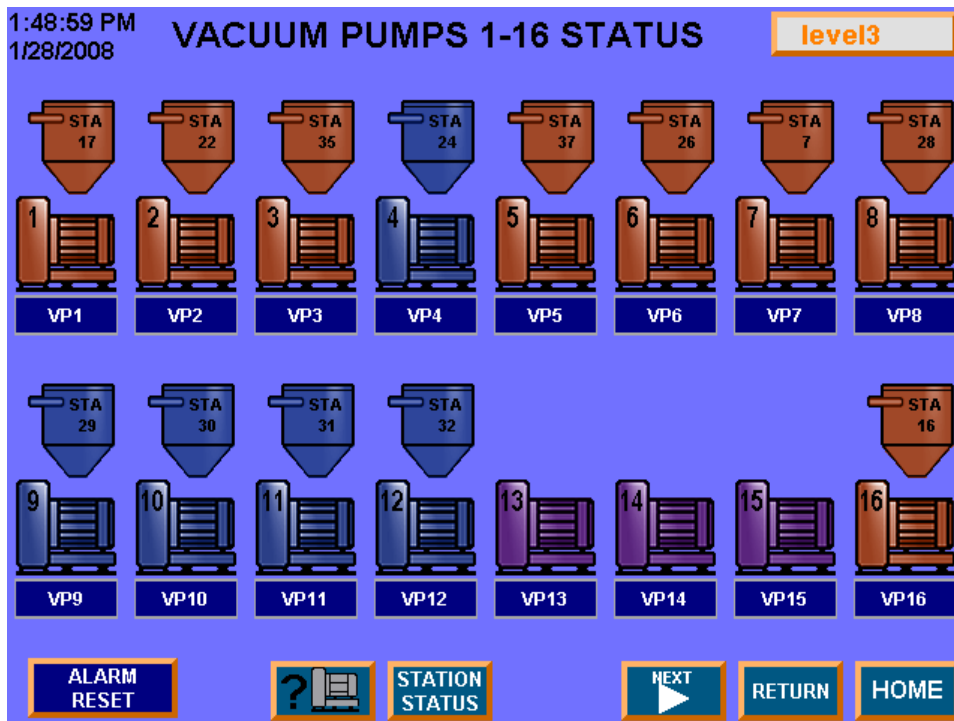 1:48:59 PM
1/28/2008
VACUUM PUMPS 1-16 STATUS
level3
STA STA STA STA STA STA STA STA
17 22 35 24 37 26 7 28
1 2 3 4 5 6 7 8
VP1 VP2 VP3 VP4 VP5 VP6 VP7 VP8
STA STA STA STA STA
29 30 31 32 16
9 10 11 12 13 14 15 16
VP9 VP10 VP11 VP12 VP13 VP14 VP15 VP16
ALARM
RESET
?
STATION
STATUS
NEXT
RETURN
HOME